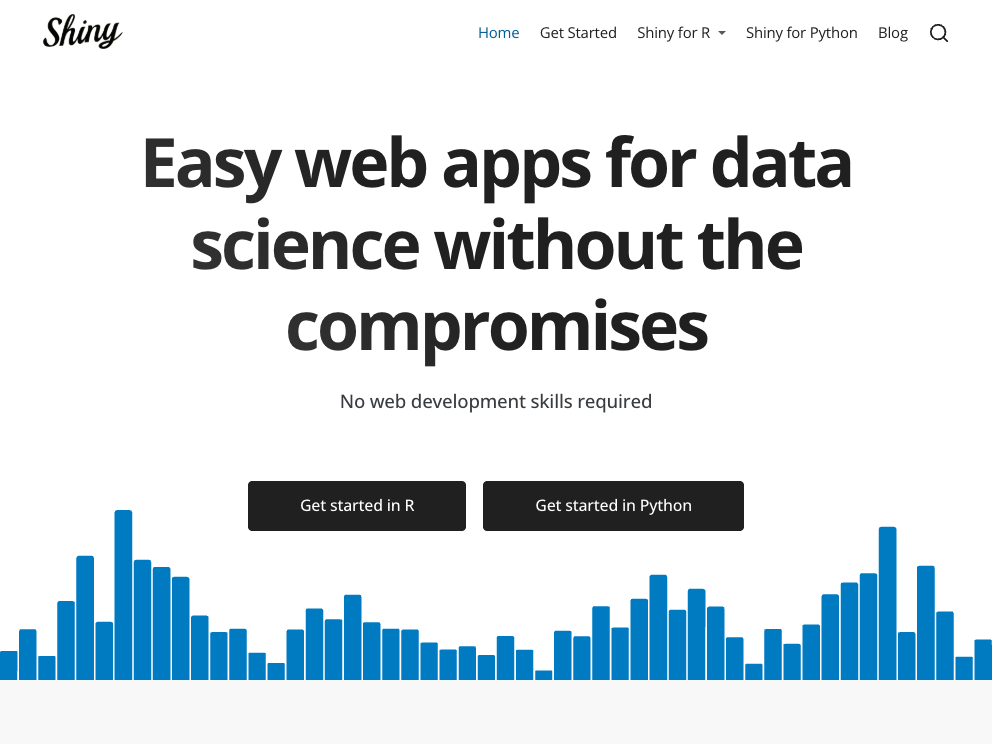 Shiny
Home Get Started Shiny for R Shiny for Python Blog
Easy web apps for data
science without the
compromises
No web development skills required
Get started in R Get started in Python